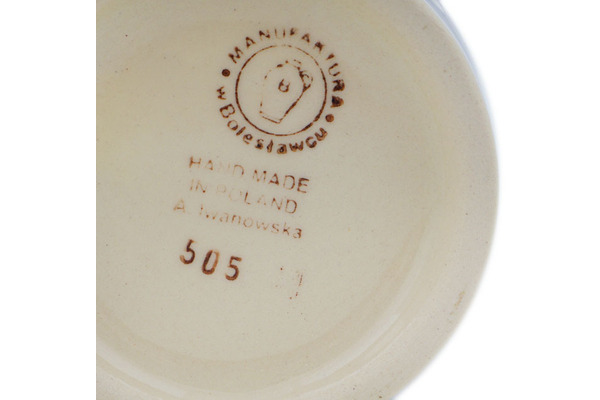 MANUFAKTURA
w Bolesławcu
B
HAND MADE
IN POLAND
A. Iwanowska
505